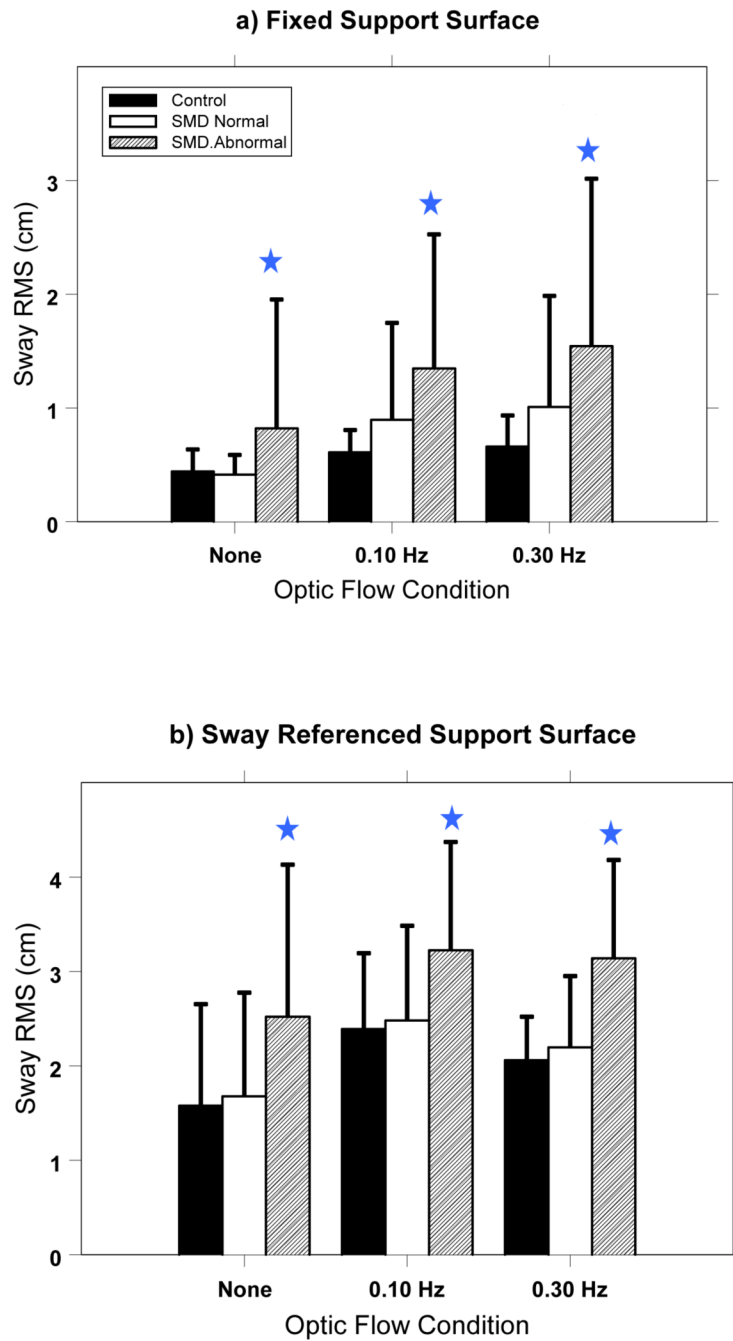 a) Fixed Support Surface
Control
SMD Normal
SMD.Abnormal
3
2
1
0
Sway RMS (cm)
None 0.10 Hz 0.30 Hz
Optic Flow Condition
b) Sway Referenced Support Surface
4
3
2
1
0
Sway RMS (cm)
None 0.10 Hz 0.30 Hz
Optic Flow Condition